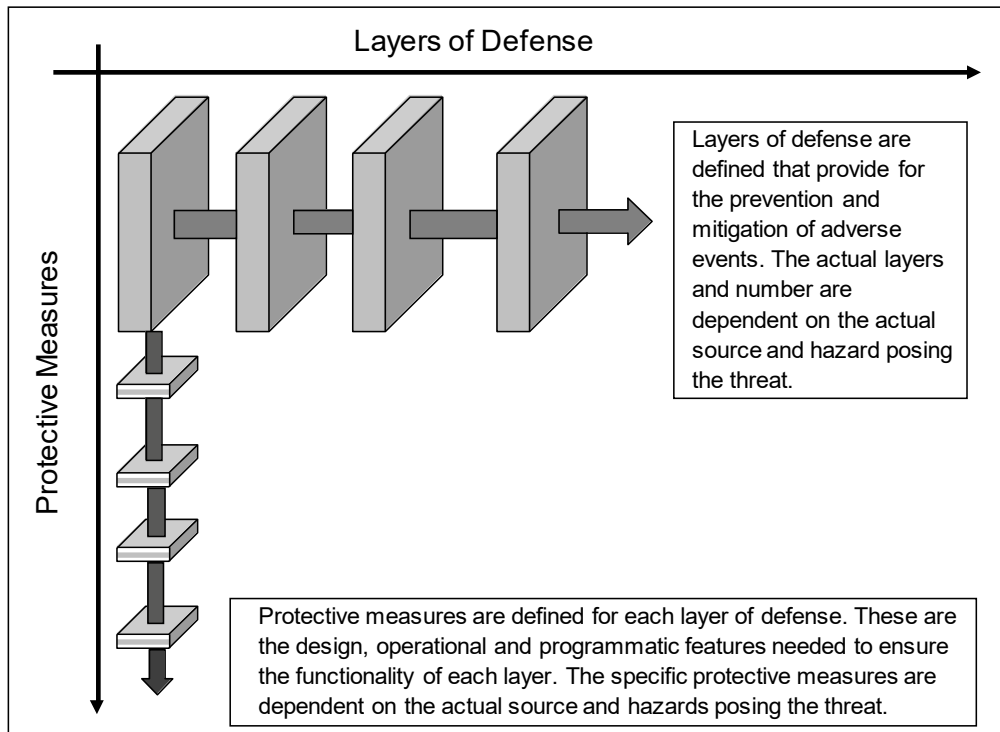 Layers of Defense
Protective Measures
Layers of defense are
defined that provide for
the prevention and
mitigation of adverse
events. The actual layers
and number are
dependent on the actual
source and hazard posing
the threat.
Protective measures are defined for each layer of defense. These are
the design, operational and programmatic features needed to ensure
the functionality of each layer. The specific protective measures are
dependent on the actual source and hazards posing the threat.